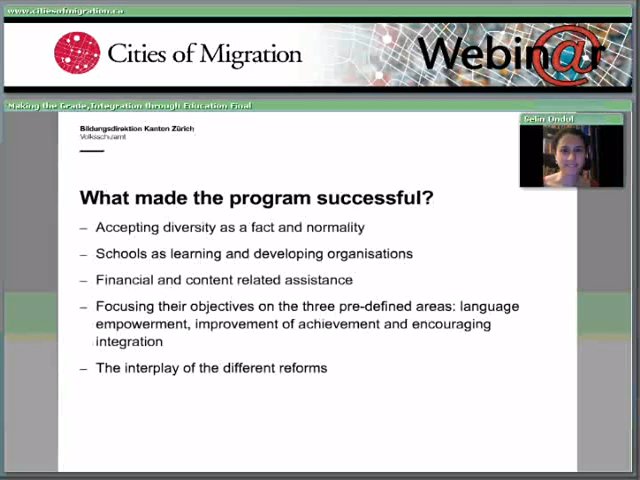 www.citiesofmigration.ca
Cities of Migration
Webin@r
Making the Grade,Integration through Education Final
Selin Öndül
Bildungsdirektion Kanton Zürich
Volksschulamt
What made the program successful?
– Accepting diversity as a fact and normality
– Schools as learning and developing organisations
– Financial and content related assistance
– Focusing their objectives on the three pre-defined areas: language
empowerment, improvement of achievement and encouraging
integration
– The interplay of the different reforms